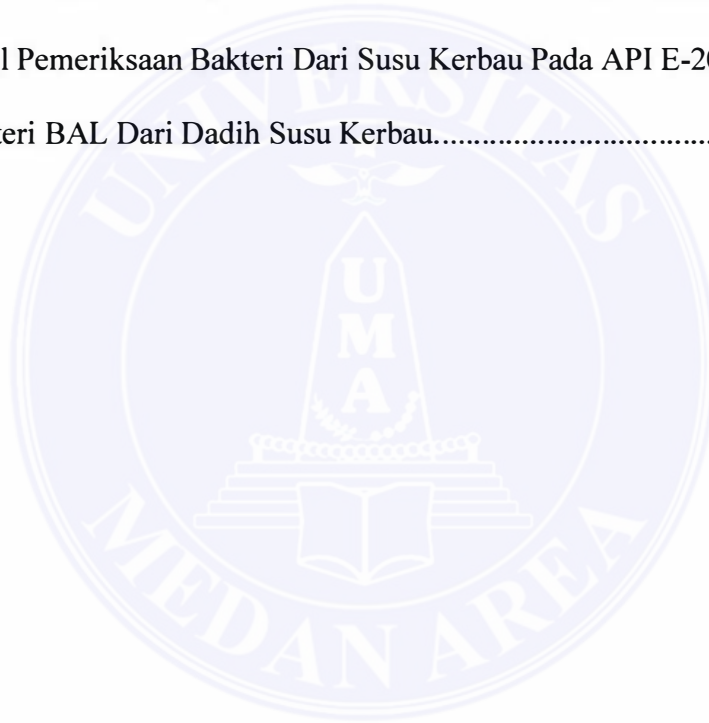 l Pemeriksaan Bakteri Dari Susu Kerbau Pada API E-20
teri BAL Dari Dadih Susu Kerbau..........................................
UNIVERSITAS
U
M
A
MEDAN AREA